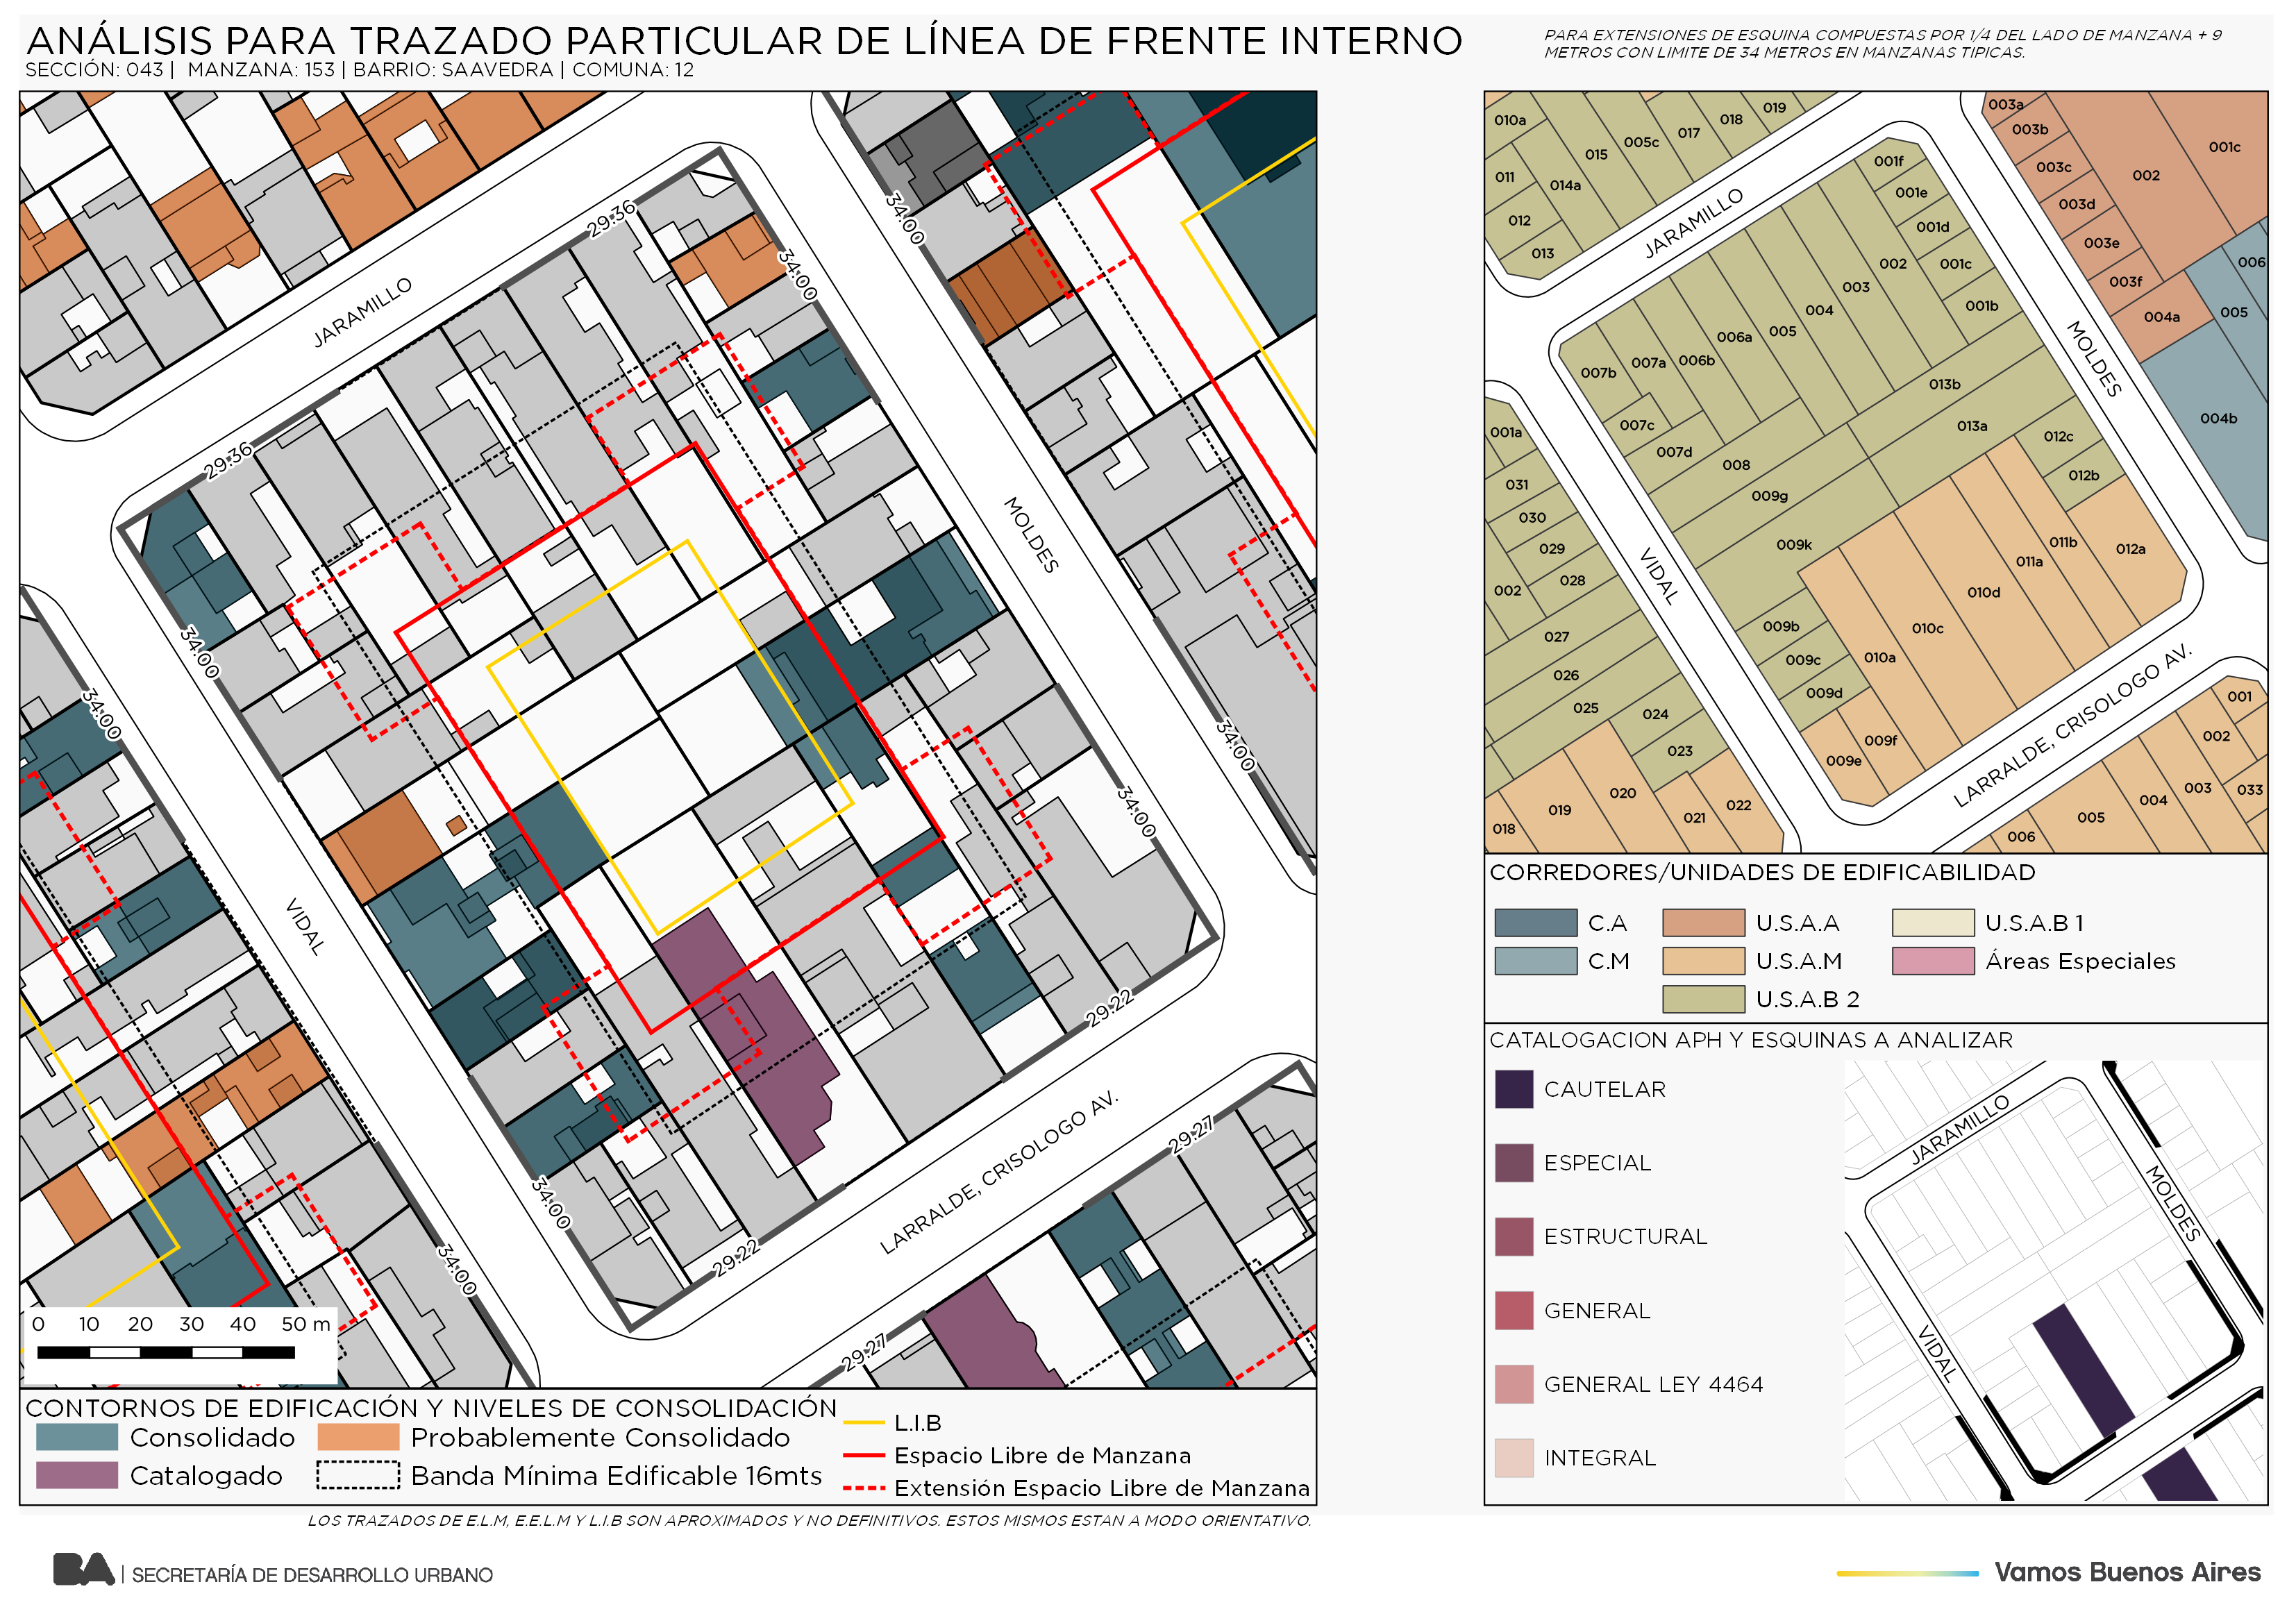 ANÁLISIS PARA TRAZADO PARTICULAR DE LÍNEA DE FRENTE INTERNO
SECCIÓN: 043 | MANZANA: 153 | BARRIO: SAAVEDRA | COMUNA: 12
PARA EXTENSIONES DE ESQUINA COMPUESTAS POR 1/4 DEL LADO DE MANZANA + 9
METROS CON LIMITE DE 34 METROS EN MANZANAS TIPICAS.
29.36
34.00
34.00
JARAMILLO
29.36
MOLDES
34.00
34.00
34.00
34.00
VIDAL
29.22
34.00
29.22
LARRALDE, CRISOLOGO AV.
29.27
34.00
29.27
0 10 20 30 40 50 m
CONTORNOS DE EDIFICACIÓN Y NIVELES DE CONSOLIDACIÓN
Consolidado
Probablemente Consolidado
Catalogado
Banda Mínima Edificable 16mts
L.I.B
Espacio Libre de Manzana
Extensión Espacio Libre de Manzana
LOS TRAZADOS DE E.L.M, E.E.L.M Y L.I.B SON APROXIMADOS Y NO DEFINITIVOS. ESTOS MISMOS ESTAN A MODO ORIENTATIVO.
010a
015
005c
017
018
019
011
014a
012
013
JARAMILLO
003a
003b
003c
003d
003e
003f
004a
002
001c
006
005
004b
001f
001e
001d
001c
001b
002
003
004
005
006a
006b
007a
007b
007c
007d
008
013b
013a
009g
009k
012c
012b
012a
011b
011a
010d
010c
010a
009b
009c
009d
009f
009e
MOLDES
VIDAL
LARRALDE, CRISOLOGO AV.
001a
031
030
029
028
002
027
026
025
024
023
020
019
018
021
022
001
002
003
033
004
005
006
CORREDORES/UNIDADES DE EDIFICABILIDAD
C.A
U.S.A.A
U.S.A.B 1
C.M
U.S.A.M
Áreas Especiales
U.S.A.B 2
CATALOGACION APH Y ESQUINAS A ANALIZAR
CAUTELAR
ESPECIAL
ESTRUCTURAL
GENERAL
GENERAL LEY 4464
INTEGRAL
JARAMILLO
MOLDES
VIDAL
BA | SECRETARÍA DE DESARROLLO URBANO
Vamos Buenos Aires